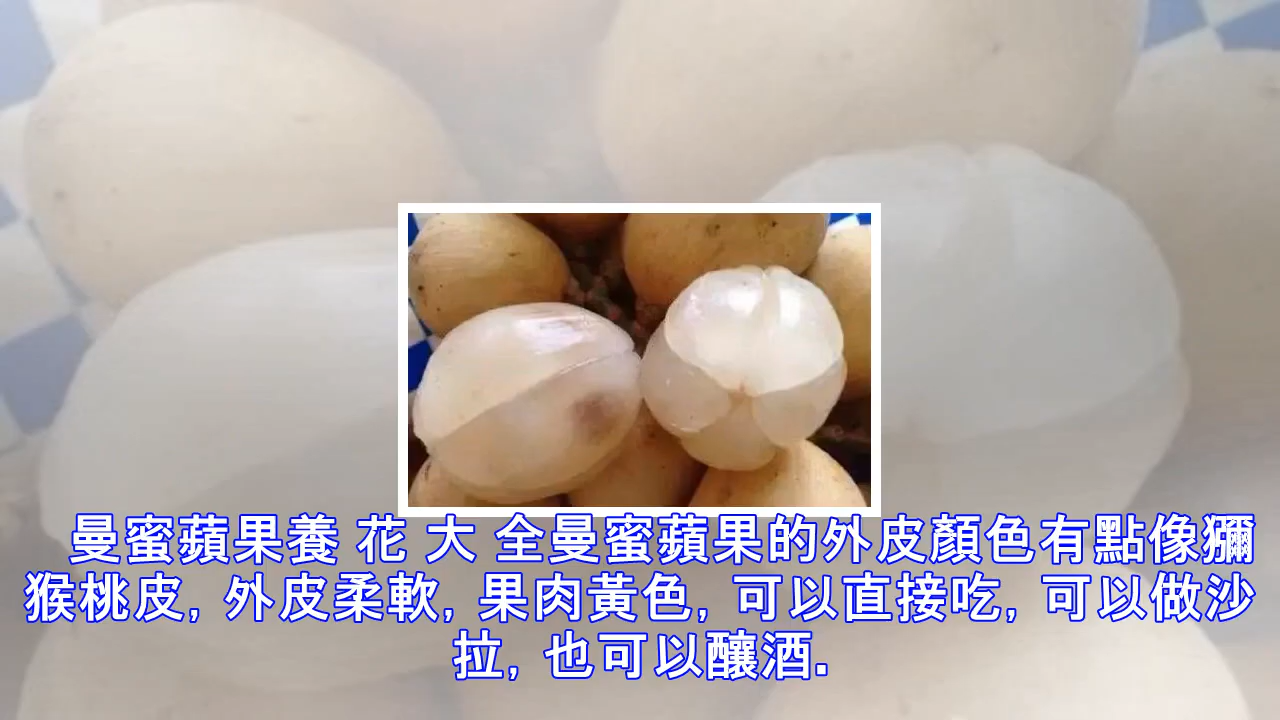 曼蜜蘋果養 花 大 全曼蜜蘋果的外皮顏色有點像獼
猴桃皮, 外皮柔軟, 果肉黃色, 可以直接吃, 可以做沙
拉, 也可以釀酒.